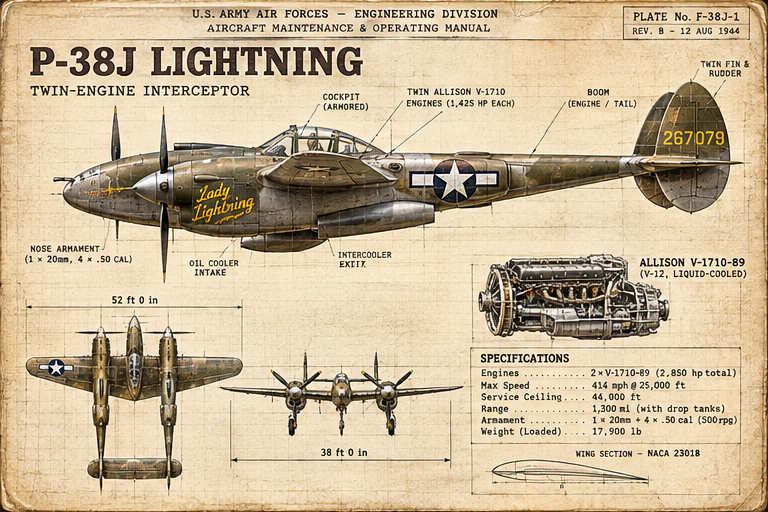 U.S. ARMY AIR FORCES — ENGINEERING DIVISION
AIRCRAFT MAINTENANCE & OPERATING MANUAL
PLATE No. F-38J-1
REV. B - 12 AUG 1944
P-38J LIGHTNING
TWIN-ENGINE INTERCEPTOR
COCKPIT
(ARMORED)
TWIN ALLISON V-1710
ENGINES (1,425 HP EACH)
BOOM
(ENGINE / TAIL)
TWIN FIN &
RUDDER
267079
Lady
Lightning
NOSE ARMAMENT
(1 × 20mm, 4 × .50 CAL)
OIL COOLER
INTAKE
INTERCOOLER
ALLISON V-1710-89
(V-12, LIQUID-COOLED)
52 ft 0 in
38 ft 0 in
SPECIFICATIONS
Engines .......... 2 × V-1710-89 (2,850 hp total)
Max Speed ........ 414 mph @ 25,000 ft
Service Ceiling .... 44,000 ft
Range ............ 1,300 mi (with drop tanks)
Armament ......... 1 × 20mm + 4 × .50 cal (500rpg)
Weight (Loaded) .... 17,900 lb
WING SECTION - NACA 23018